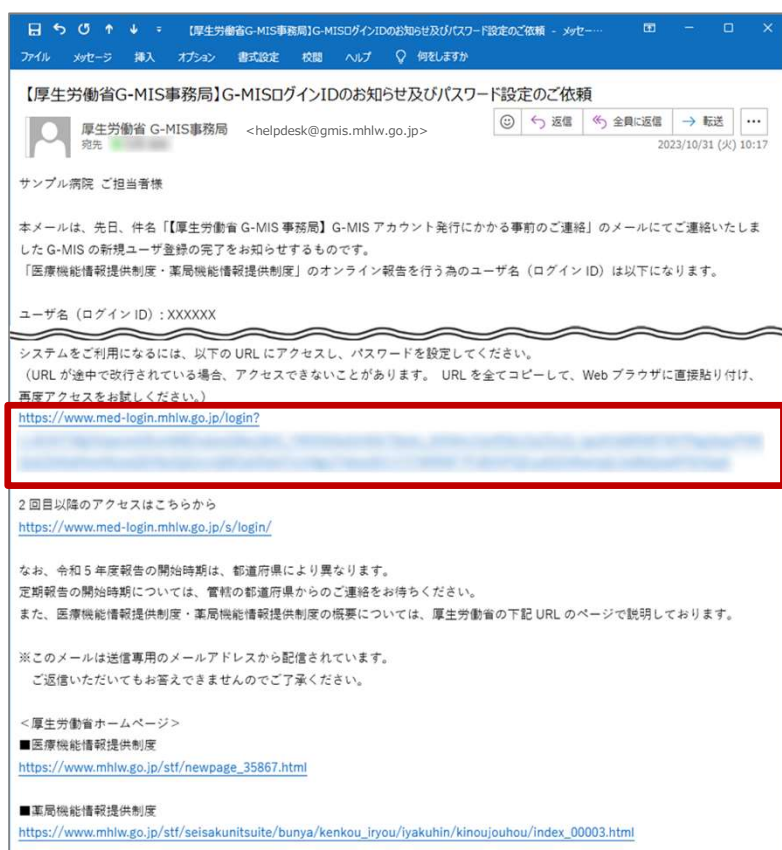 【厚生労働省G-MIS事務局】G-MISログインIDのお知らせ及びパスワード設定のご依頼 - メッセ…
ファイル メッセージ 挿入 オプション 書式設定 校閲 ヘルプ 何をしますか
【厚生労働省G-MIS事務局】G-MISログインIDのお知らせ及びパスワード設定のご依頼
厚生労働省 G-MIS事務局 <helpdesk@gmis.mhlw.go.jp>
返信 全員に返信 転送 …
宛先
2023/10/31 (火) 10:17
サンプル病院 ご担当者様
本メールは、先日、件名「【厚生労働省 G-MIS 事務局】G-MIS アカウント発行にかかる事前のご連絡」のメールにてご連絡いたしま
した G-MIS の新規ユーザ登録の完了をお知らせするものです。
「医療機能情報提供制度・薬局機能情報提供制度」のオンライン報告を行う為のユーザ名（ログイン ID）は以下になります。
ユーザ名（ログイン ID）: XXXXXX
システムをご利用になるには、以下の URL にアクセスし、パスワードを設定してください。
（URL が途中で改行されている場合、アクセスできないことがあります。 URL を全てコピーして、Web ブラウザに直接貼り付け、
再度アクセスをお試しください。）
https://www.med-login.mhlw.go.jp/login?
2 回目以降のアクセスはこちらから
https://www.med-login.mhlw.go.jp/s/login/
なお、令和 5 年度報告の開始時期は、都道府県により異なります。
定期報告の開始時期については、管轄の都道府県からのご連絡をお待ちください。
また、医療機能情報提供制度・薬局機能情報提供制度の概要については、厚生労働省の下記 URL のページで説明しております。
※このメールは送信専用のメールアドレスから配信されています。
ご返信いただいてもお答えできませんのでご了承ください。
＜厚生労働省ホームページ＞
■医療機能情報提供制度
https://www.mhlw.go.jp/stf/newpage_35867.html
■薬局機能情報提供制度
https://www.mhlw.go.jp/stf/seisakunitsuite/bunya/kenkou_iryou/iyakuhin/kinoujouhou/index_00003.html